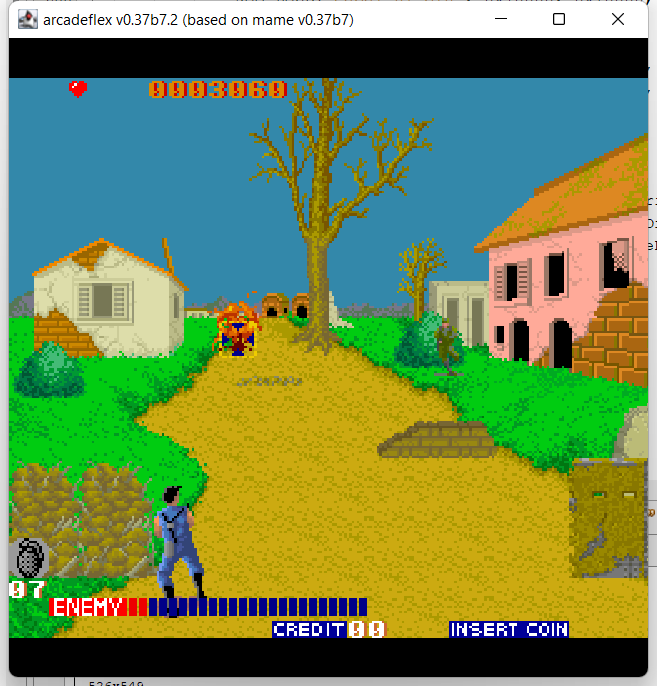 arcadeflex v0.37b7.2 (based on mame v0.37b7)
0003060
07
ENEMY
CREDIT 00 INSERT COIN